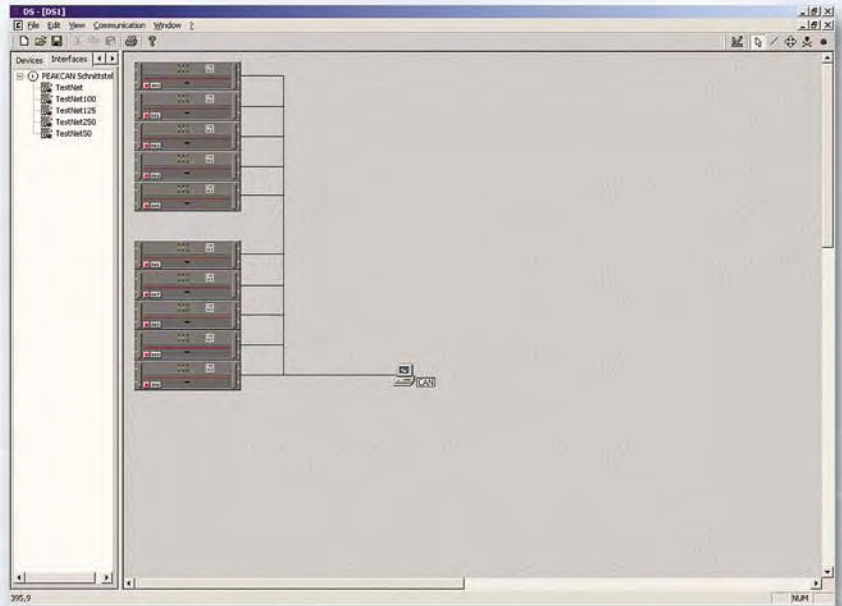 DS - [DS1]
File Edit View Communication Window ?
Devices Interfaces
PEAKCAN Schnittstel
TestNet
TestNet100
TestNet125
TestNet250
TestNet50
CAN
395,9
NUM